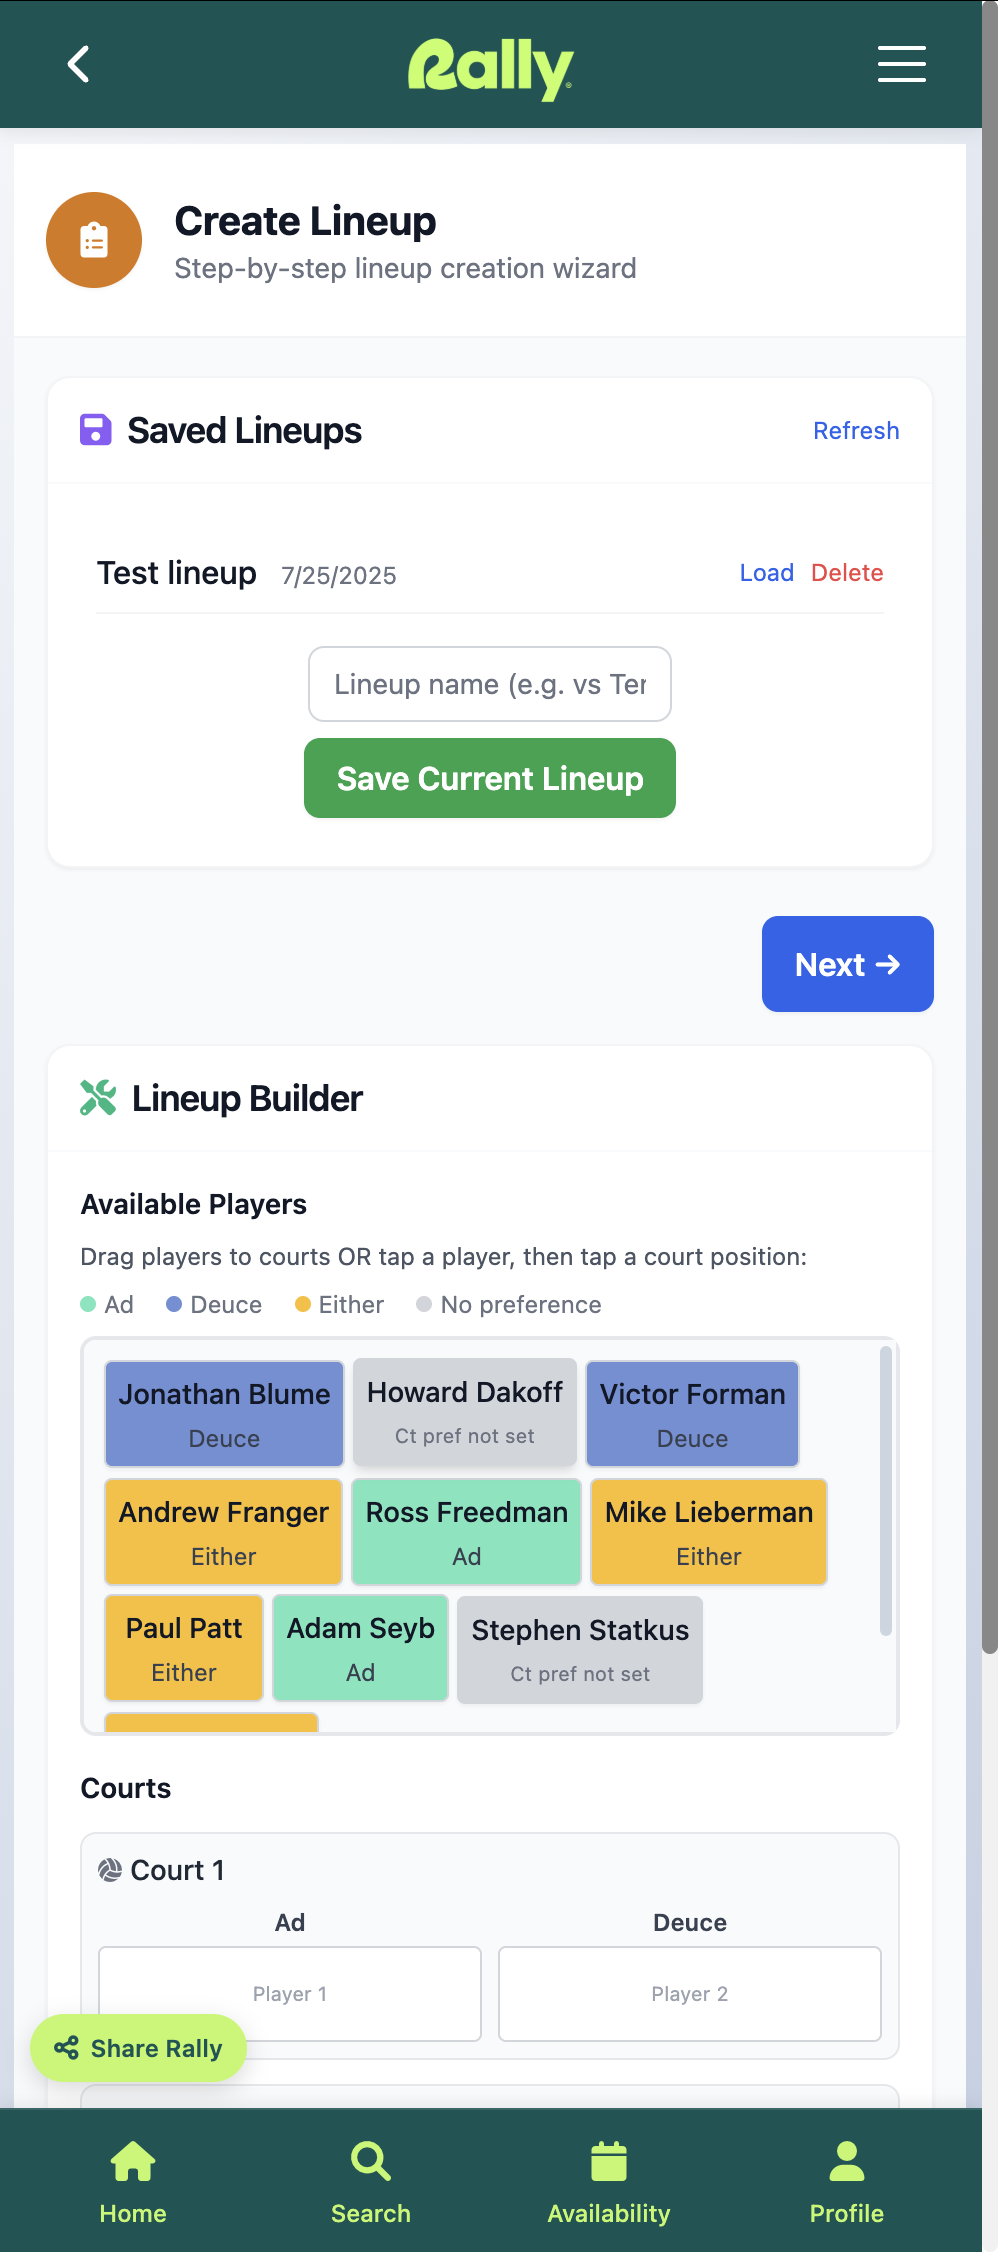 Rally
Create Lineup
Step-by-step lineup creation wizard
Saved Lineups
Refresh
Test lineup 7/25/2025
Load Delete
Lineup name (e.g. vs Ter
Save Current Lineup
Next →
Lineup Builder
Available Players
Drag players to courts OR tap a player, then tap a court position:
Ad Deuce Either No preference
Jonathan Blume
Deuce
Howard Dakoff
Ct pref not set
Victor Forman
Deuce
Andrew Franger
Either
Ross Freedman
Ad
Mike Lieberman
Either
Paul Patt
Either
Adam Seyb
Ad
Stephen Statkus
Ct pref not set
Courts
Court 1
Ad Deuce
Player 1 Player 2
Share Rally
Home Search Availability Profile